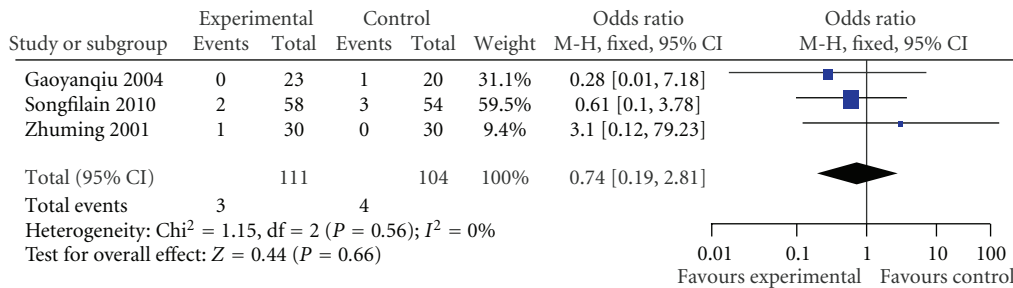 Experimental Control Odds ratio Odds ratio
Study or subgroup Events Total Events Total Weight M-H, fixed, 95% CI M-H, fixed, 95% CI
Gaoyanqiu 2004 0 23 1 20 31.1% 0.28 [0.01, 7.18]
Songfilain 2010 2 58 3 54 59.5% 0.61 [0.1, 3.78]
Zhuming 2001 1 30 0 30 9.4% 3.1 [0.12, 79.23]
Total (95% CI) 111 104 100% 0.74 [0.19, 2.81]
Total events 3 4
Heterogeneity: Chi² = 1.15, df = 2 (P = 0.56); I² = 0%
Test for overall effect: Z = 0.44 (P = 0.66)
0.01 0.1 1 10 100
Favours experimental Favours control